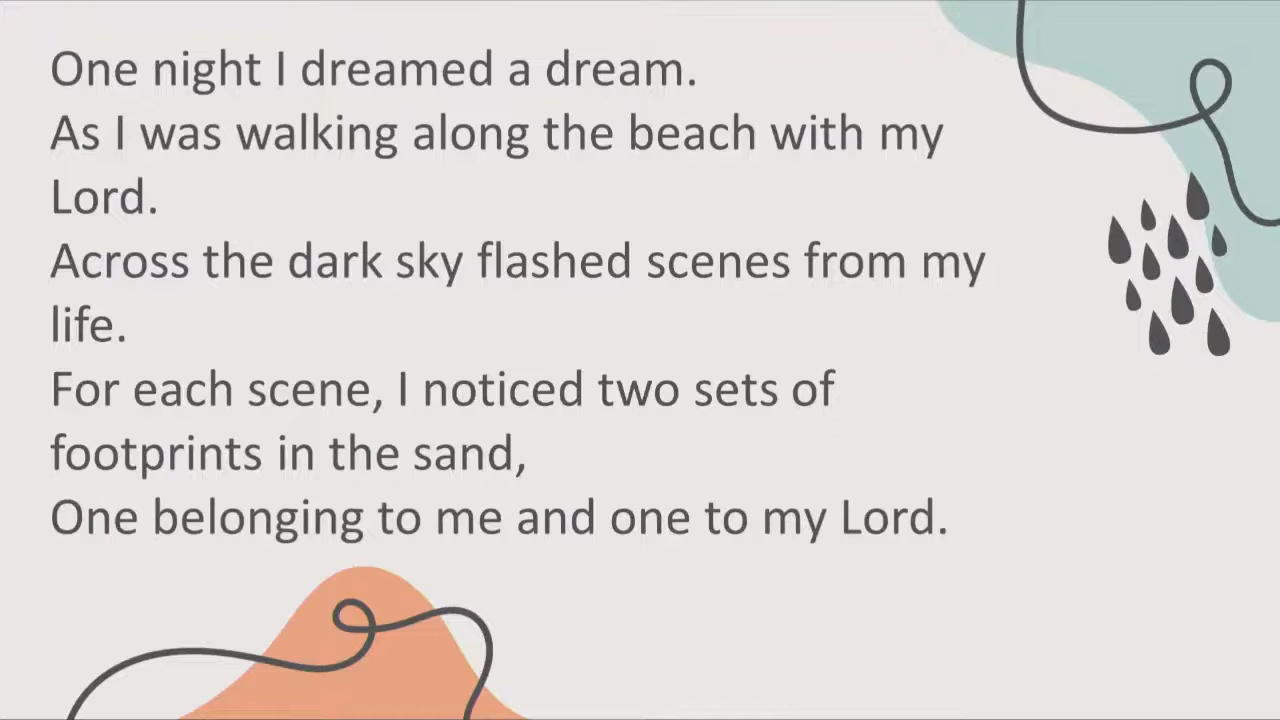 One night I dreamed a dream.
As I was walking along the beach with my
Lord.
Across the dark sky flashed scenes from my
life.
For each scene, I noticed two sets of
footprints in the sand,
One belonging to me and one to my Lord.